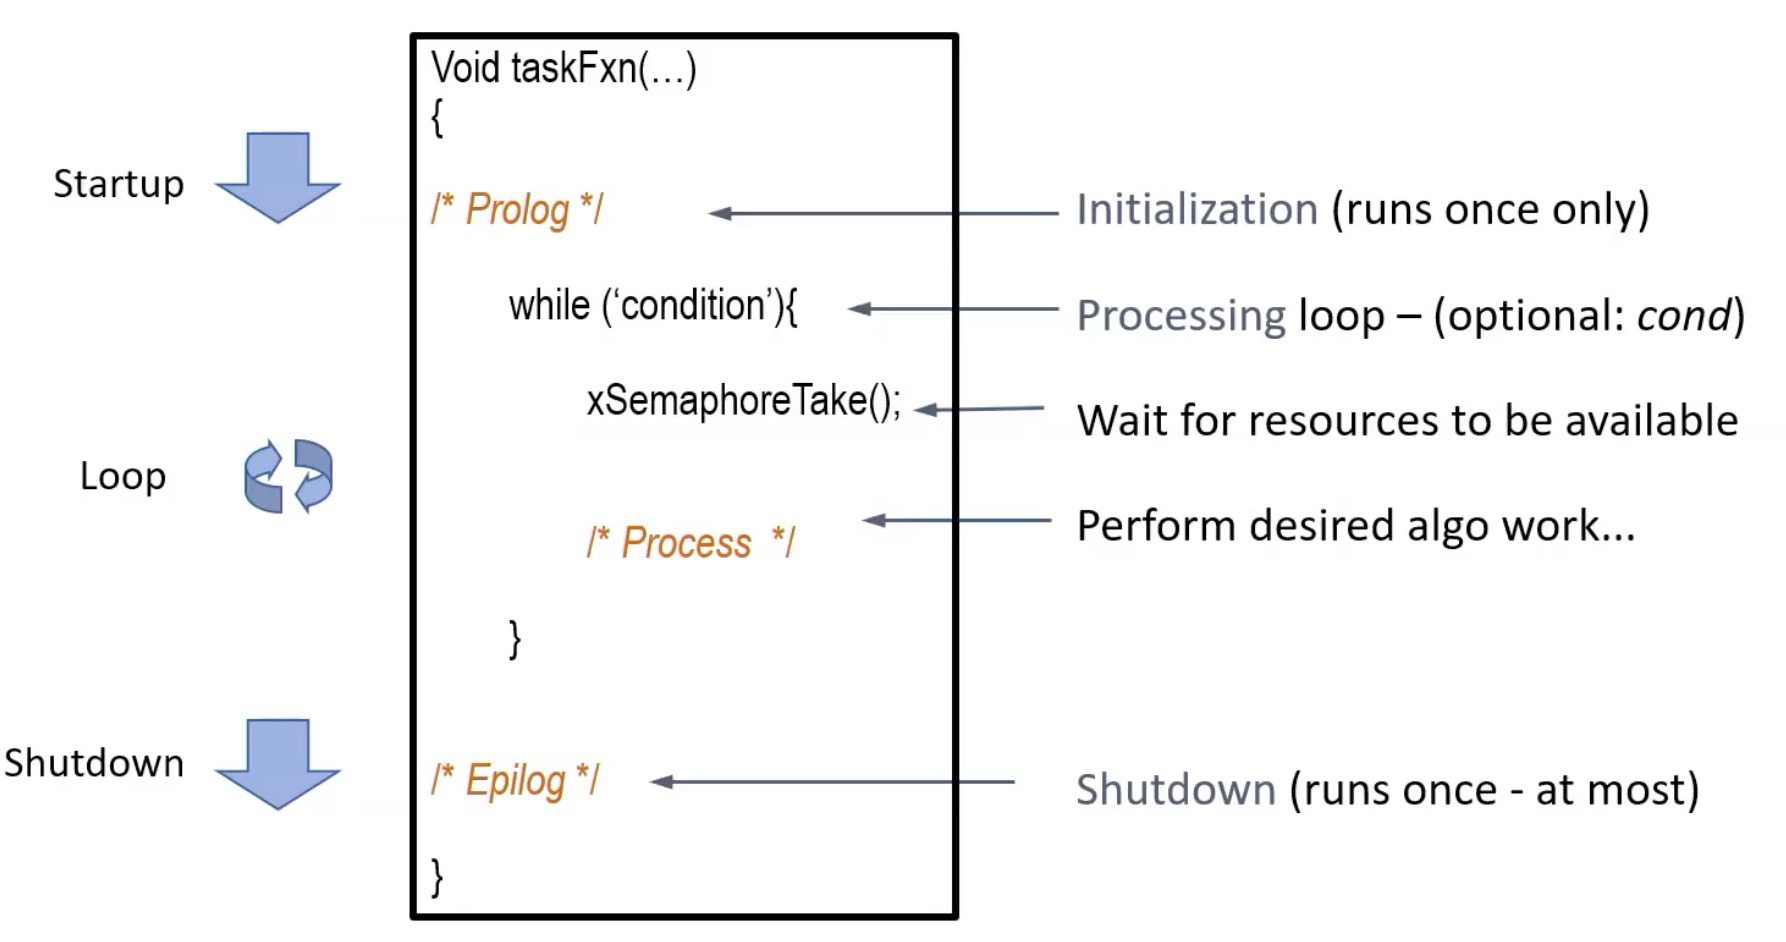 Void taskFxn(…)
{
Startup
/* Prolog */
Initialization (runs once only)
while (‘condition’){
Processing loop – (optional: cond)
xSemaphoreTake();
Wait for resources to be available
Loop
/* Process */
Perform desired algo work...
}
Shutdown
/* Epilog */
Shutdown (runs once - at most)
}